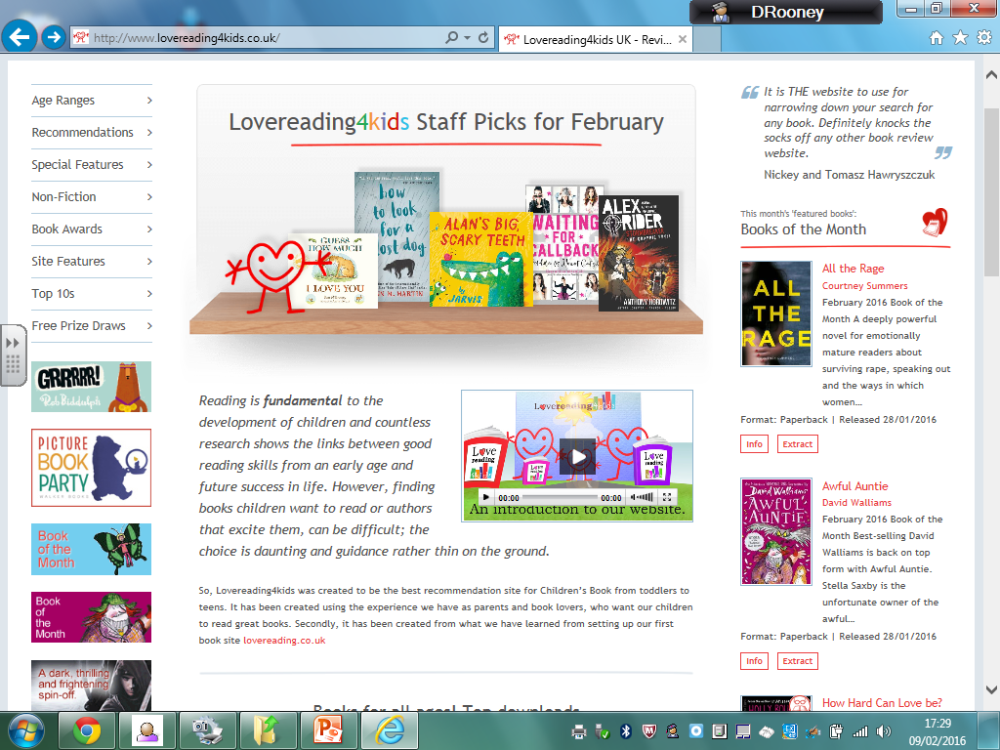 DRooney
http://www.lovereading4kids.co.uk/
Lovereading4kids UK - Revi...
Age Ranges
Recommendations
Special Features
Non-Fiction
Book Awards
Site Features
Top 10s
Free Prize Draws
GRRRRR!
Rob Biddulph
PICTURE
BOOK
PARTY
WALKER BOOKS
Book
of the
Month
Book
of
the
Month
A dark, thrilling
and frightening
spin-off.
Lovereading4kids Staff Picks for February
GUESS
HOW MUCH
I LOVE YOU
how
to look
for a
lost dog
ANN M. MARTIN
ALAN'S BIG,
SCARY TEETH
by JARVIS
WAITING
FOR
CALLBACK
ALEX
RIDER
ANTHONY HOROWITZ
Reading is fundamental to the
development of children and countless
research shows the links between good
reading skills from an early age and
future success in life. However, finding
books children want to read or authors
that excite them, can be difficult; the
choice is daunting and guidance rather thin on the ground.
Lovereading
Love
reading
Love
reading
Love
reading
00:00
00:00
An introduction to our website.
So, Lovereading4kids was created to be the best recommendation site for Children's Book from toddlers to
teens. It has been created using the experience we have as parents and book lovers, who want our children
to read great books. Secondly, it has been created from what we have learned from setting up our first
book site lovereading.co.uk
Books for all ages! Top downloads
It is THE website to use for
narrowing down your search for
any book. Definitely knocks the
socks off any other book review
website.
Nickey and Tomasz Hawryszczuk
This month's 'featured books':
Books of the Month
ALL
THE
RAGE
All the Rage
Courtney Summers
February 2016 Book of the
Month A deeply powerful
novel for emotionally
mature readers about
surviving rape, speaking out
and the ways in which
women...
Format: Paperback | Released 28/01/2016
Info
Extract
David Walliams
AWFUL
AUNTIE
Awful Auntie
David Walliams
February 2016 Book of the
Month Best-selling David
Walliams is back on top
form with Awful Auntie.
Stella Saxby is the
unfortunate owner of the
awful...
Format: Paperback | Released 28/01/2016
Info
Extract
How Hard Can Love be?
17:29
09/02/2016